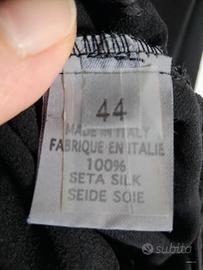 44
MADE IN ITALY
FABRIQUE EN ITALIE
100%
SETA SILK
SEIDE SOIE
subito